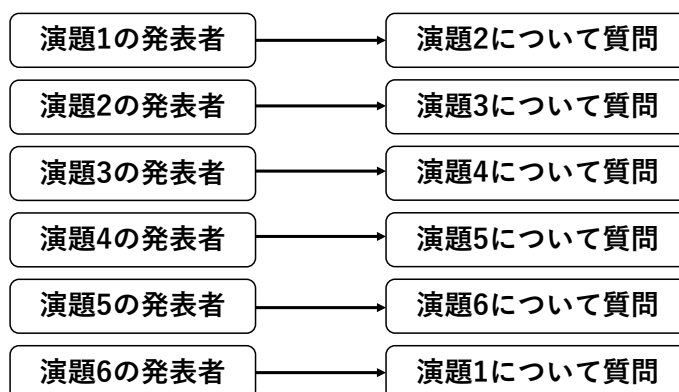 演題1の発表者 演題2について質問
演題2の発表者 演題3について質問
演題3の発表者 演題4について質問
演題4の発表者 演題5について質問
演題5の発表者 演題6について質問
演題6の発表者 演題1について質問